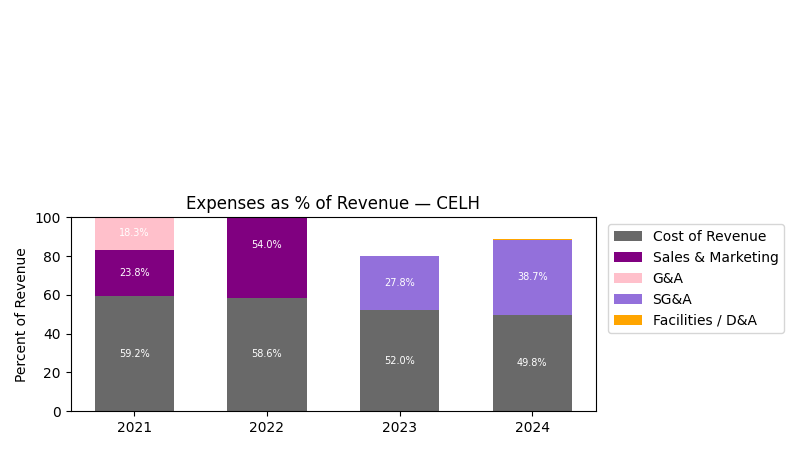 Expenses as % of Revenue — CELH
Percent of Revenue
100
80
60
40
20
0
18.3%
23.8%
59.2%
54.0%
58.6%
27.8%
52.0%
38.7%
49.8%
2021
2022
2023
2024
Cost of Revenue
Sales & Marketing
G&A
SG&A
Facilities / D&A